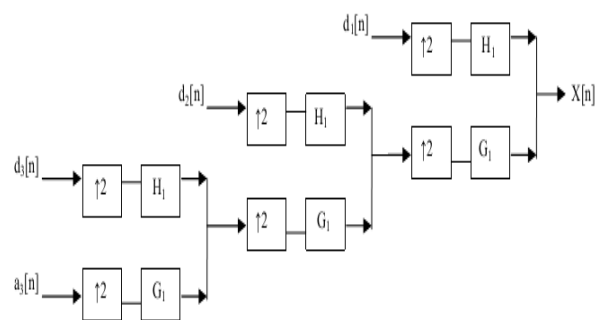 d₁[n]
↑2
H₁
X[n]
d₂[n]
↑2
H₁
↑2
G₁
d₃[n]
↑2
H₁
↑2
G₁
a₃[n]
↑2
G₁